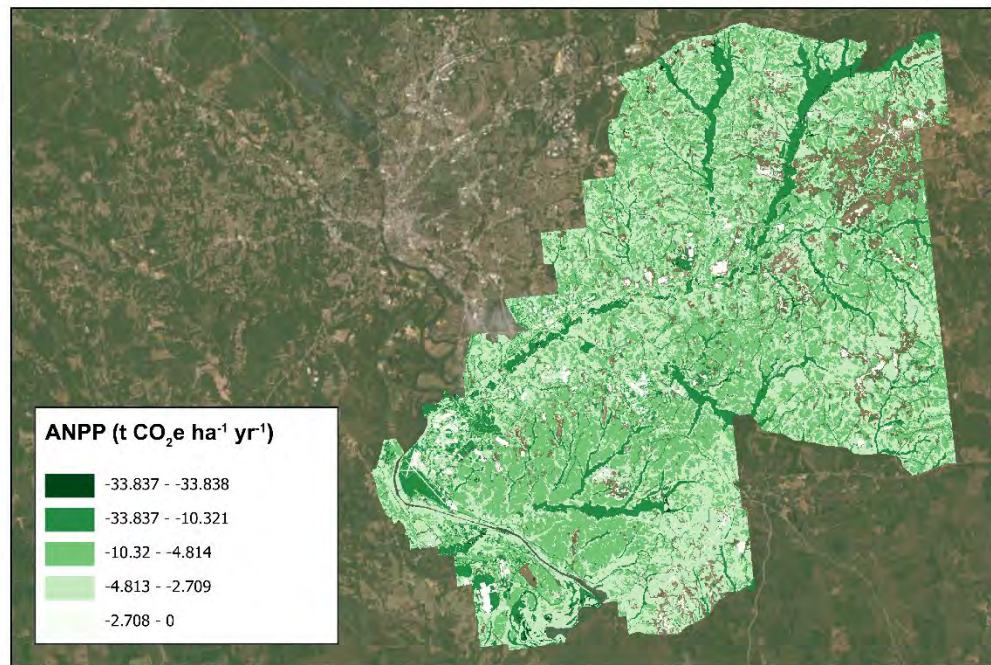 ANPP (t CO₂e ha⁻¹ yr⁻¹)
-33.837 - -33.838
-33.837 - -10.321
-10.32 - -4.814
-4.813 - -2.709
-2.708 - 0